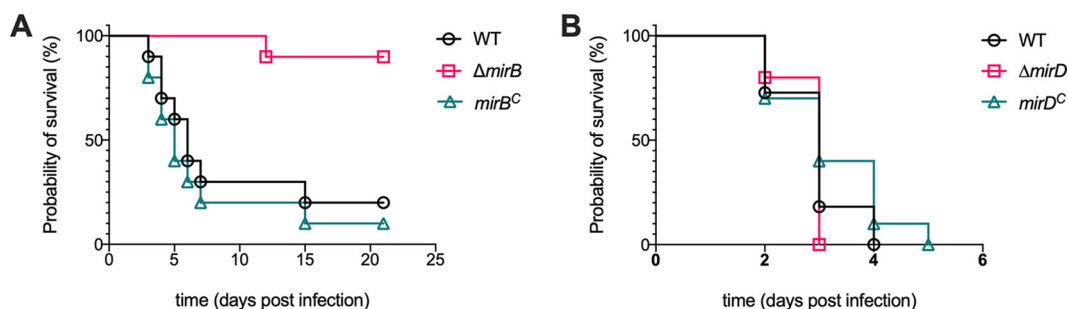 A
Probability of survival (%)
100
50
0
0 5 10 15 20 25
time (days post infection)
WT
ΔmirB
mirB^C
B
Probability of survival (%)
100
50
0
0 2 4 6
time (days post infection)
WT
ΔmirD
mirD^C